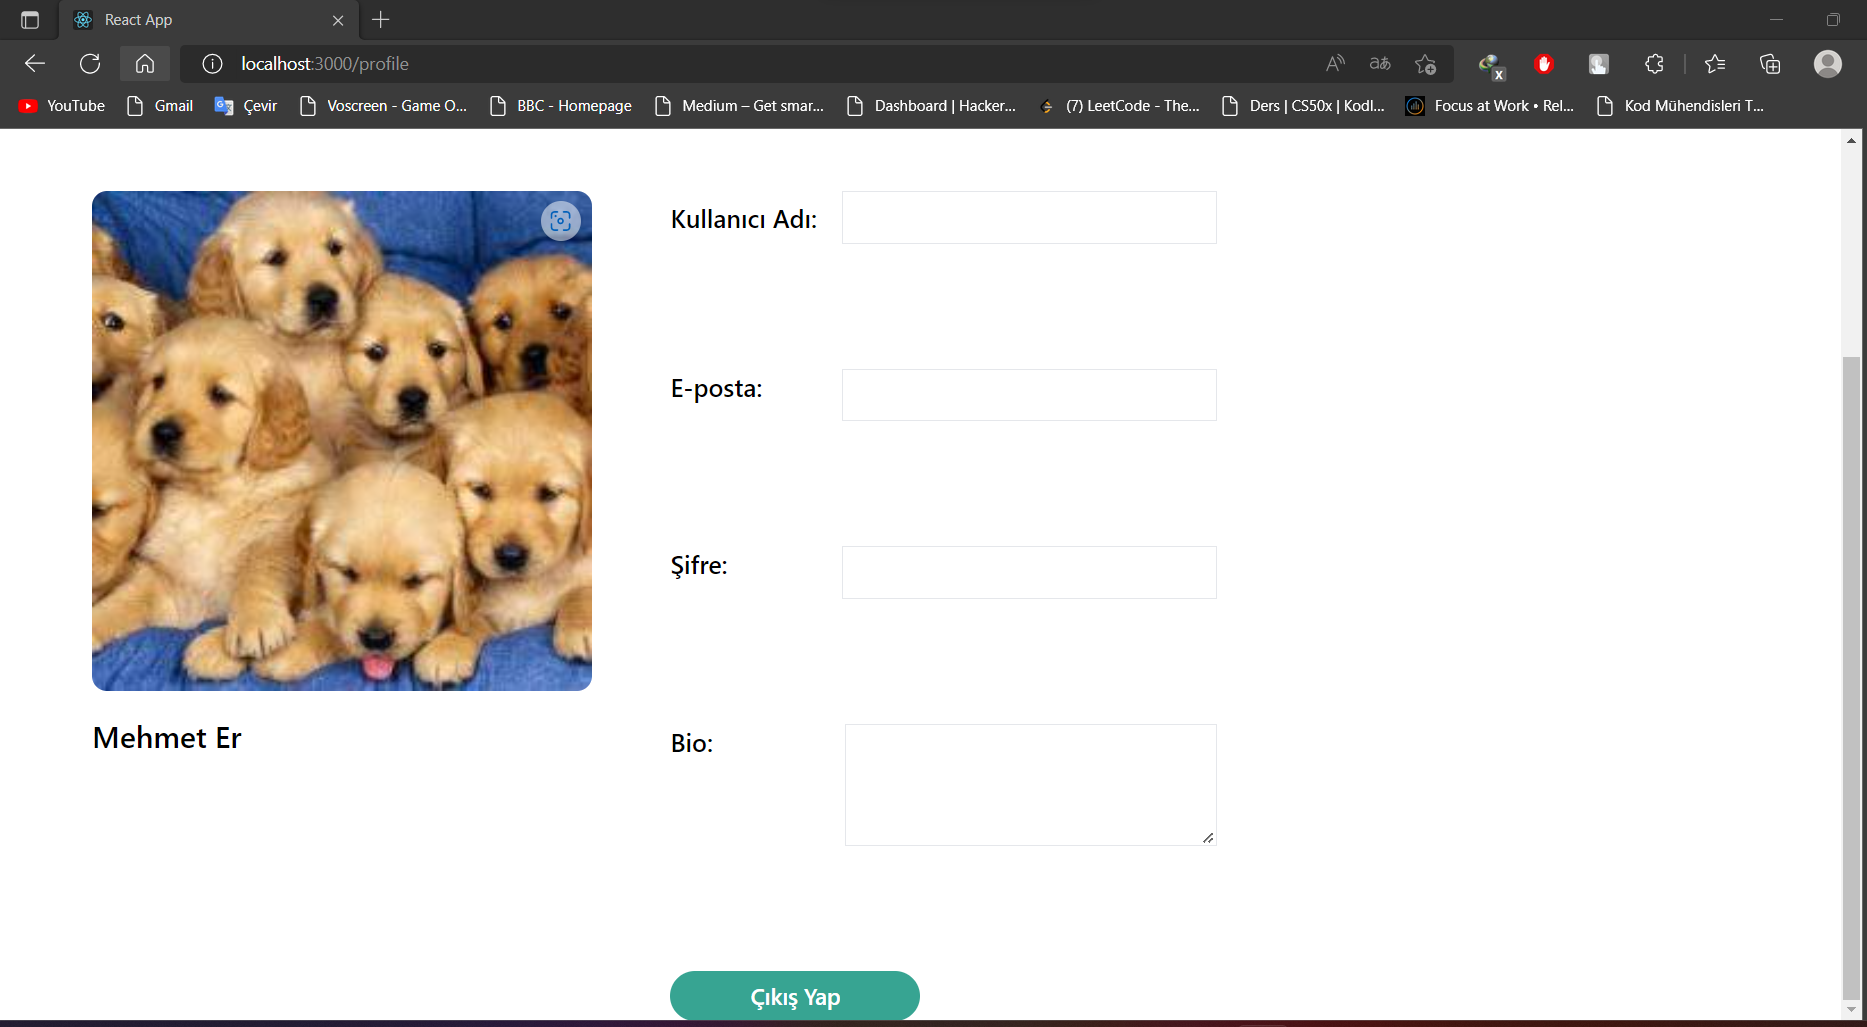 React App
localhost:3000/profile
YouTube Gmail Çevir Voscreen - Game O... BBC - Homepage Medium – Get smar... Dashboard | Hacker... (7) LeetCode - The... Ders | CS50x | Kodl... Focus at Work • Rel... Kod Mühendisleri T...
Kullanıcı Adı:
E-posta:
Şifre:
Mehmet Er
Bio:
Çıkış Yap